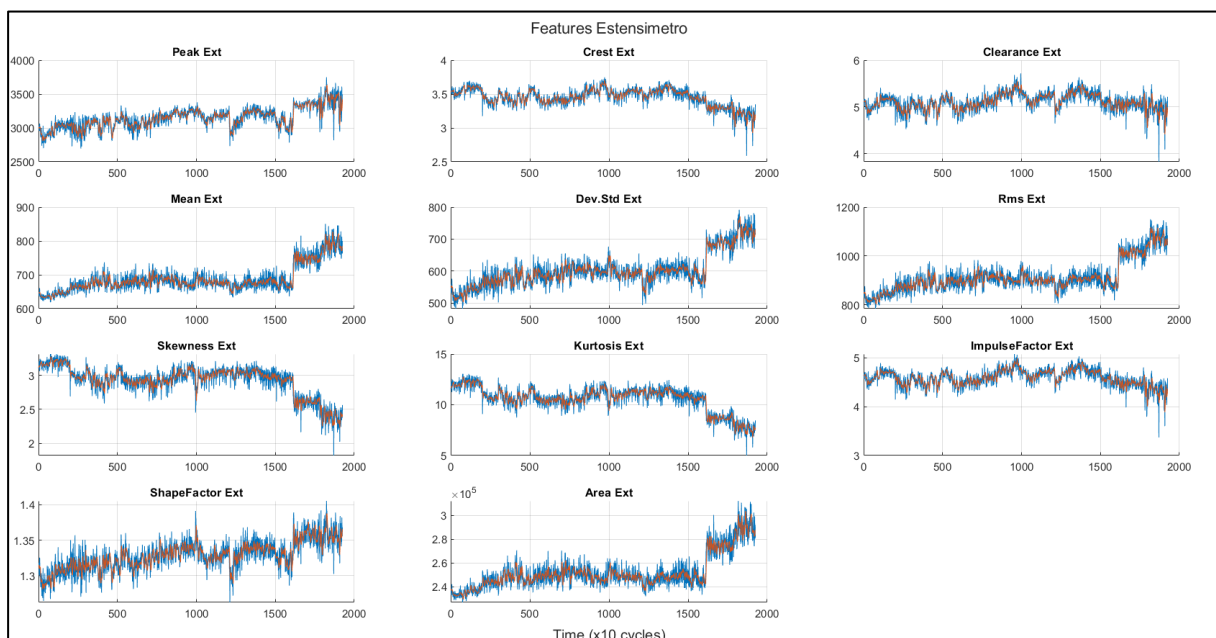 Features Estensimetro
Peak Ext
4000
3500
3000
2500
0 500 1000 1500 2000
Crest Ext
4
3.5
3
2.5
0 500 1000 1500 2000
Clearance Ext
6
5
4
0 500 1000 1500 2000
Mean Ext
900
800
700
600
0 500 1000 1500 2000
Dev.Std Ext
800
700
600
500
0 500 1000 1500 2000
Rms Ext
1200
1000
800
0 500 1000 1500 2000
Skewness Ext
3
2.5
2
0 500 1000 1500 2000
Kurtosis Ext
15
10
5
0 500 1000 1500 2000
ImpulseFactor Ext
5
4
3
0 500 1000 1500 2000
ShapeFactor Ext
1.4
1.35
1.3
0 500 1000 1500 2000
Area Ext
× 10^5
3
2.8
2.6
2.4
0 500 1000 1500 2000
Time (x10 cycles)